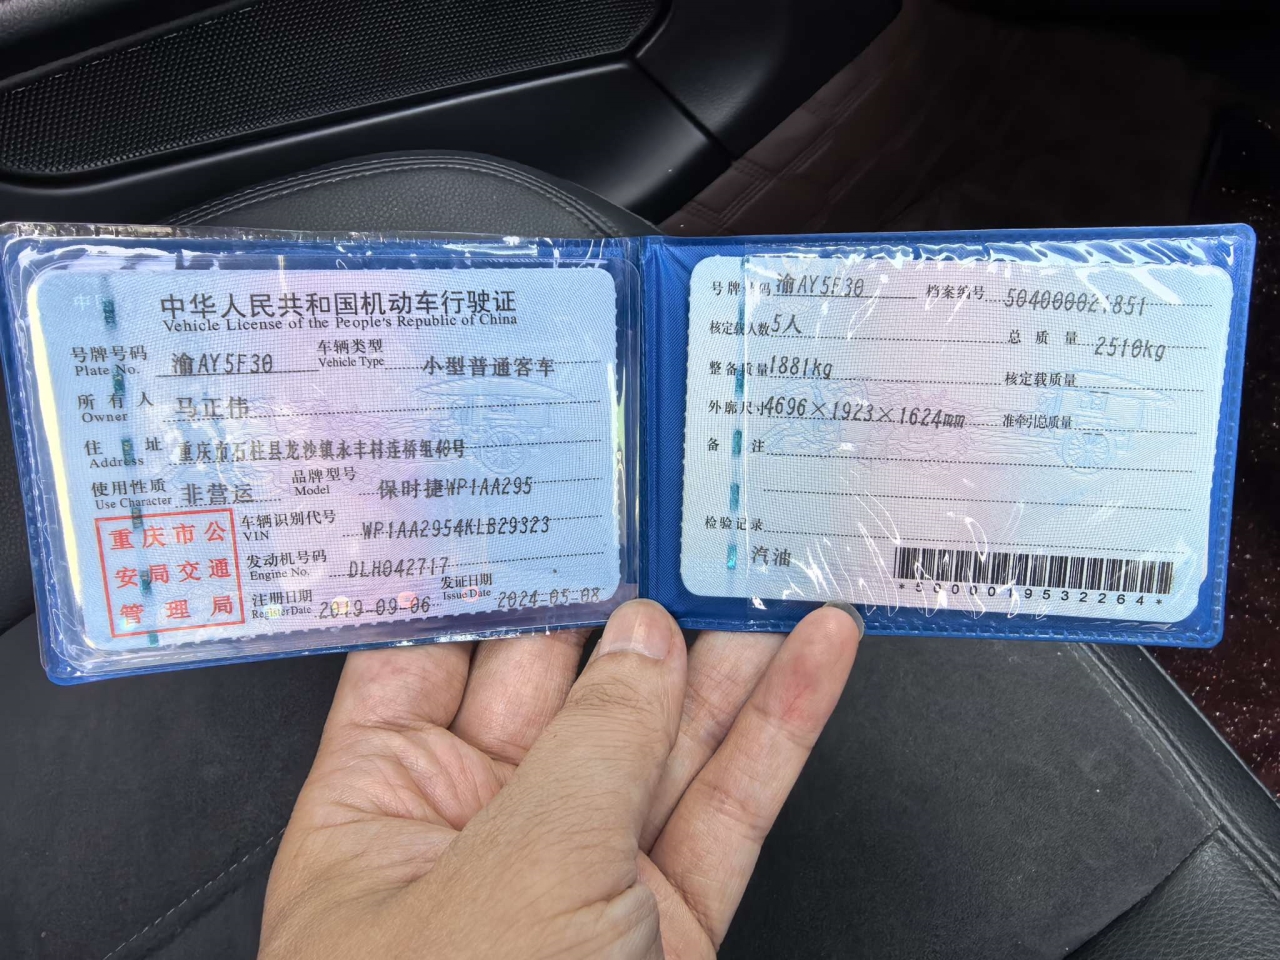 中华人民共和国机动车行驶证
Vehicle License of the People's Republic of China
号牌号码 渝AY5F30 车辆类型 小型普通客车
Plate No. Vehicle Type
所有人 马正伟
Owner
住址 重庆市石柱县龙沙镇永丰村连桥组40号
Address
使用性质 非营运 品牌型号 保时捷WP1AA295
Use Character Model
重庆市公
安局交通
管理局
车辆识别代号 WP1AA2954KLB29323
VIN
发动机号码 DLH042717
Engine No.
注册日期 2019-09-06 发证日期 2024-05-08
Register Date Issue Date
号牌号码 渝AY5F30 档案编号 504000021851
核定载人数 5人 总质量 2510kg
整备质量 1881kg 核定载质量 --
外廓尺寸 4696×1923×1624mm 准牵引总质量 --
备注
检验记录
汽油
*5000019532264*